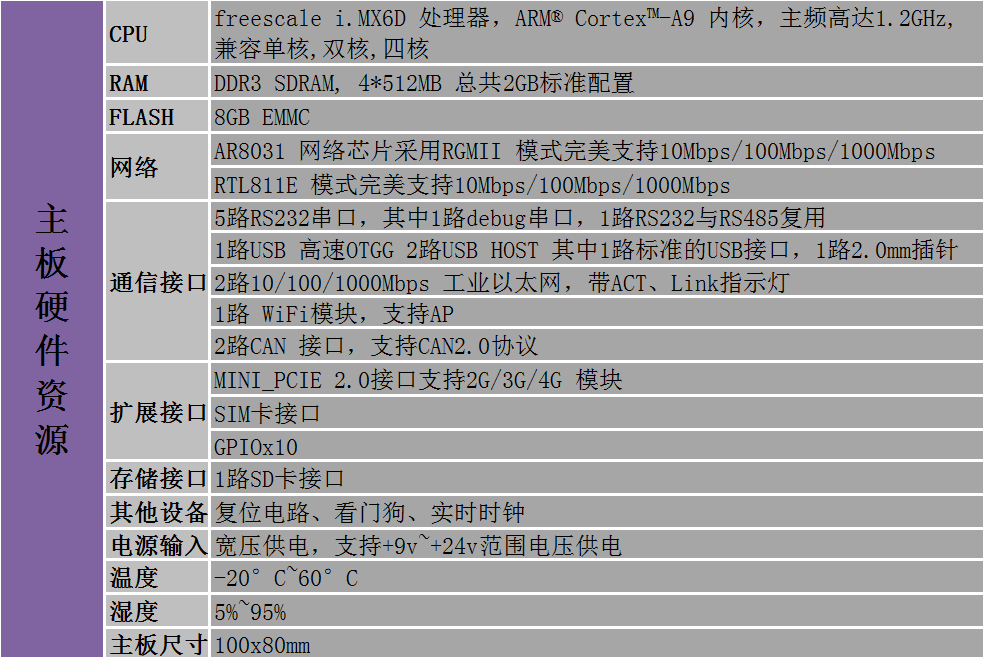 主板硬件资源
CPU
freescale i.MX6D 处理器，ARM® Cortex™-A9 内核，主频高达1.2GHz,
兼容单核,双核,四核
RAM
DDR3 SDRAM, 4*512MB 总共2GB标准配置
FLASH
8GB EMMC
网络
AR8031 网络芯片采用RGMII 模式完美支持10Mbps/100Mbps/1000Mbps
RTL811E 模式完美支持10Mbps/100Mbps/1000Mbps
通信接口
5路RS232串口，其中1路debug串口，1路RS232与RS485复用
1路USB 高速OTGG 2路USB HOST 其中1路标准的USB接口，1路2.0mm插针
2路10/100/1000Mbps 工业以太网，带ACT、Link指示灯
1路 WiFi模块，支持AP
2路CAN 接口，支持CAN2.0协议
扩展接口
MINI_PCIE 2.0接口支持2G/3G/4G 模块
SIM卡接口
GPIOx10
存储接口
1路SD卡接口
其他设备
复位电路、看门狗、实时时钟
电源输入
宽压供电，支持+9v~+24v范围电压供电
温度
-20°C~60°C
湿度
5%~95%
主板尺寸
100x80mm